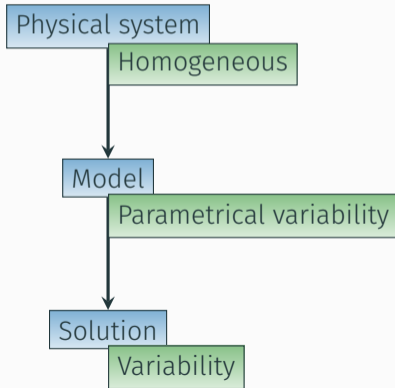 Physical system
Homogeneous
Model
Parametrical variability
Solution
Variability